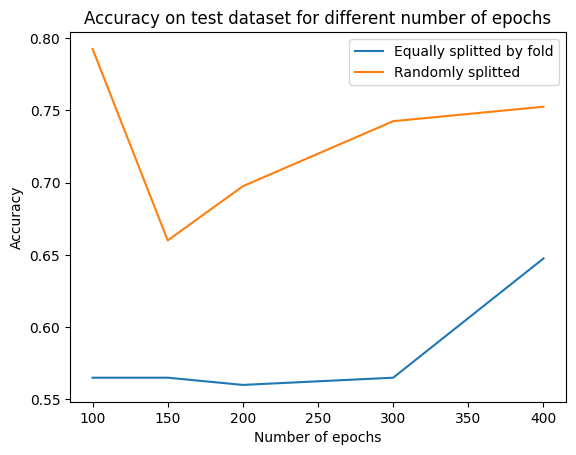 Accuracy on test dataset for different number of epochs
Equally splitted by fold
Randomly splitted
Accuracy
0.80
0.75
0.70
0.65
0.60
0.55
100
150
200
250
300
350
400
Number of epochs